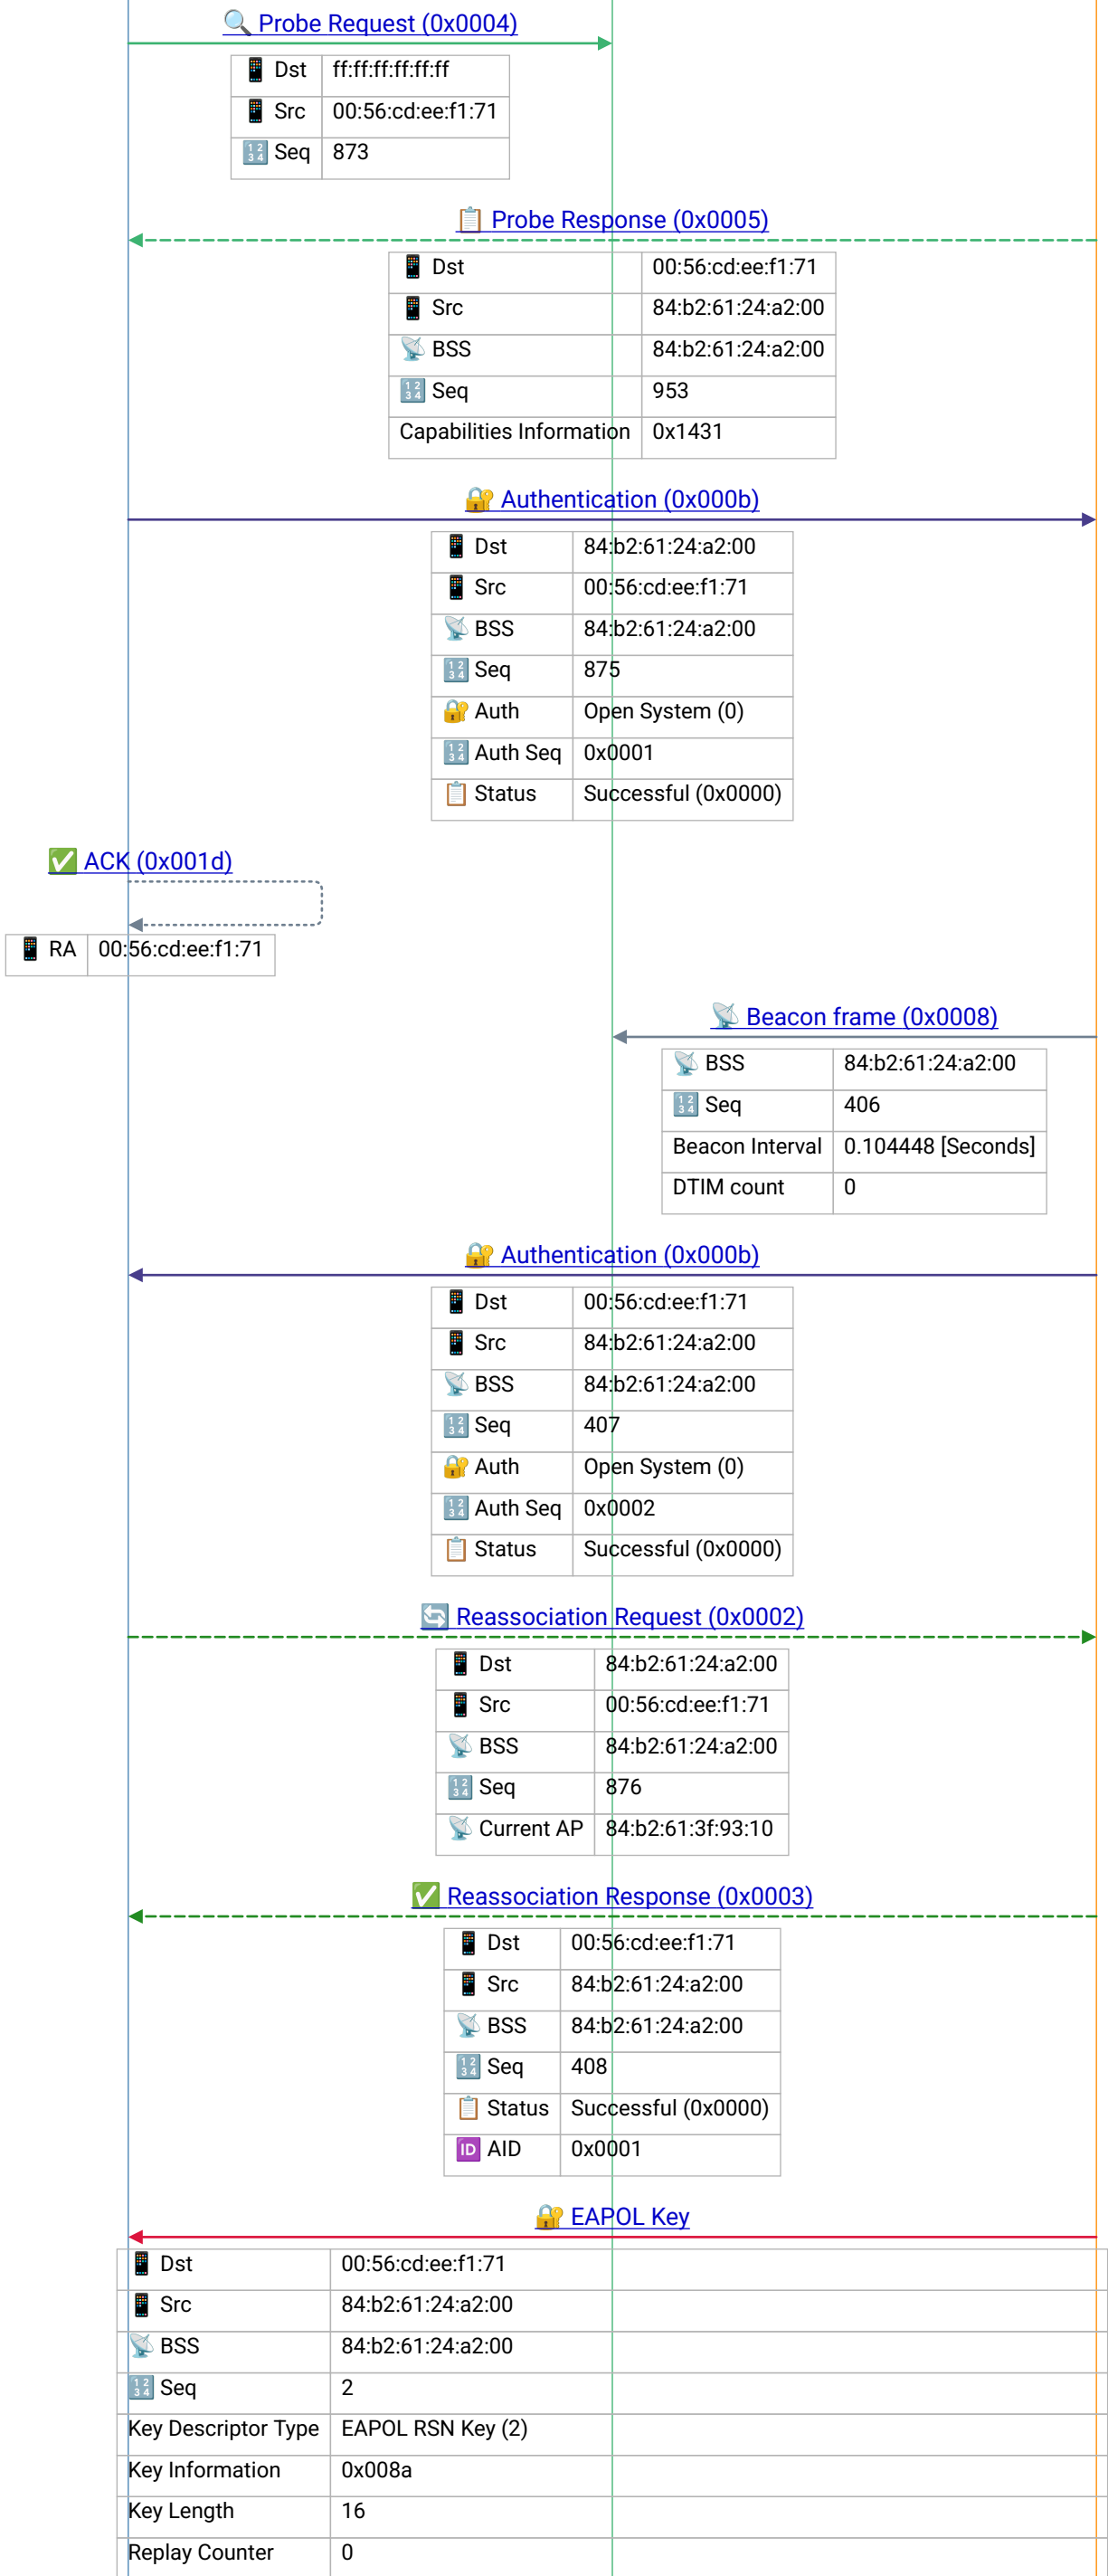 🔍 Probe Request (0x0004)
📱 Dst ff:ff:ff:ff:ff:ff
📱 Src 00:56:cd:ee:f1:71
🔢 Seq 873
📋 Probe Response (0x0005)
📱 Dst 00:56:cd:ee:f1:71
📱 Src 84:b2:61:24:a2:00
📡 BSS 84:b2:61:24:a2:00
🔢 Seq 953
Capabilities Information 0x1431
🔐 Authentication (0x000b)
📱 Dst 84:b2:61:24:a2:00
📱 Src 00:56:cd:ee:f1:71
📡 BSS 84:b2:61:24:a2:00
🔢 Seq 875
🔐 Auth Open System (0)
🔢 Auth Seq 0x0001
📋 Status Successful (0x0000)
✅ ACK (0x001d)
📱 RA 00:56:cd:ee:f1:71
📡 Beacon frame (0x0008)
📡 BSS 84:b2:61:24:a2:00
🔢 Seq 406
Beacon Interval 0.104448 [Seconds]
DTIM count 0
🔐 Authentication (0x000b)
📱 Dst 00:56:cd:ee:f1:71
📱 Src 84:b2:61:24:a2:00
📡 BSS 84:b2:61:24:a2:00
🔢 Seq 407
🔐 Auth Open System (0)
🔢 Auth Seq 0x0002
📋 Status Successful (0x0000)
🔄 Reassociation Request (0x0002)
📱 Dst 84:b2:61:24:a2:00
📱 Src 00:56:cd:ee:f1:71
📡 BSS 84:b2:61:24:a2:00
🔢 Seq 876
📡 Current AP 84:b2:61:3f:93:10
✅ Reassociation Response (0x0003)
📱 Dst 00:56:cd:ee:f1:71
📱 Src 84:b2:61:24:a2:00
📡 BSS 84:b2:61:24:a2:00
🔢 Seq 408
📋 Status Successful (0x0000)
🆔 AID 0x0001
🔐 EAPOL Key
📱 Dst 00:56:cd:ee:f1:71
📱 Src 84:b2:61:24:a2:00
📡 BSS 84:b2:61:24:a2:00
🔢 Seq 2
Key Descriptor Type EAPOL RSN Key (2)
Key Information 0x008a
Key Length 16
Replay Counter 0